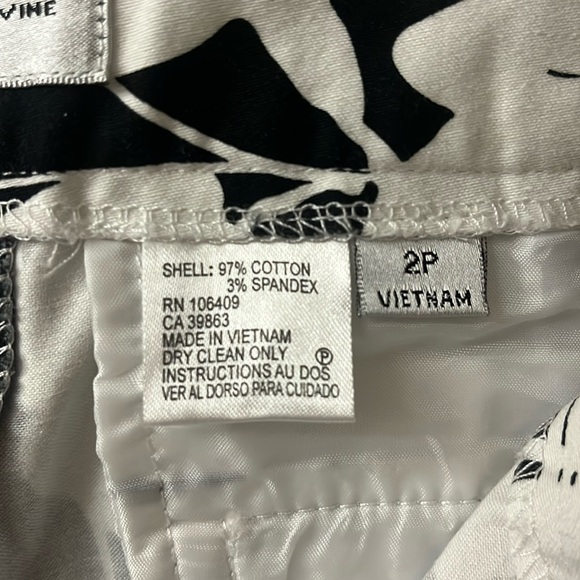 VINE
SHELL: 97% COTTON
3% SPANDEX
RN 106409
CA 39863
MADE IN VIETNAM
DRY CLEAN ONLY Ⓟ
INSTRUCTIONS AU DOS
VER AL DORSO PARA CUIDADO
2P
VIETNAM